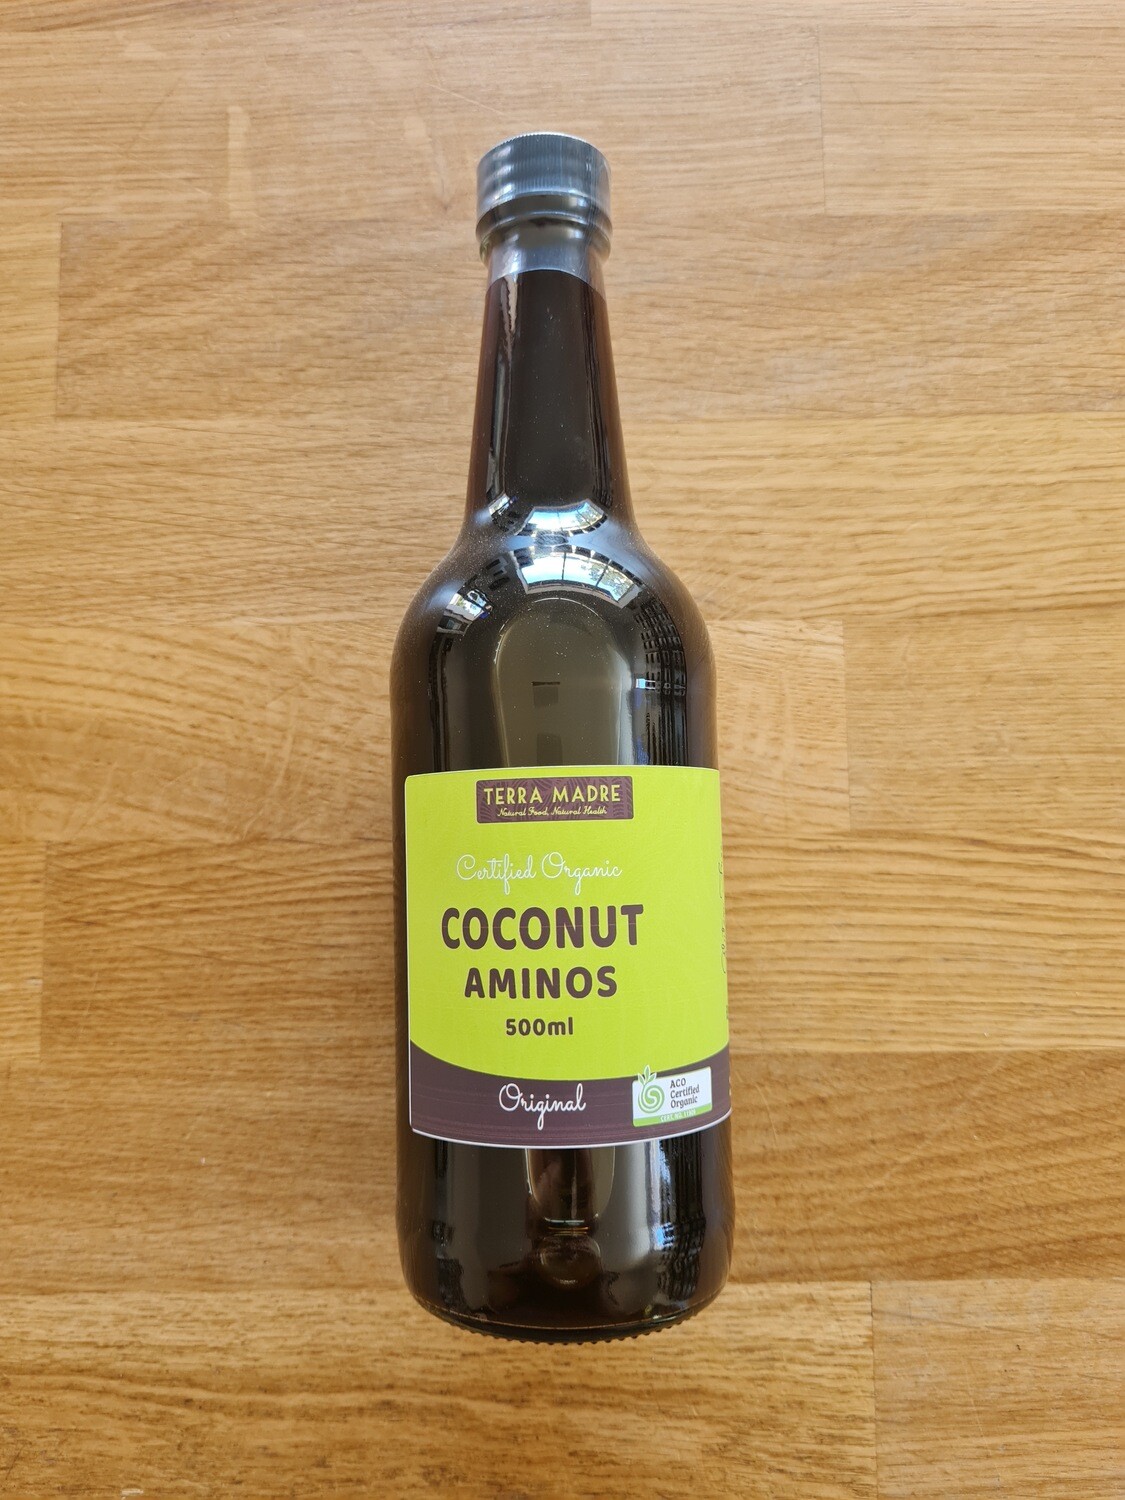 TERRA MADRE
Natural Food, Natural Health
Certified Organic
COCONUT
AMINOS
500ml
Original
ACO
Certified
Organic